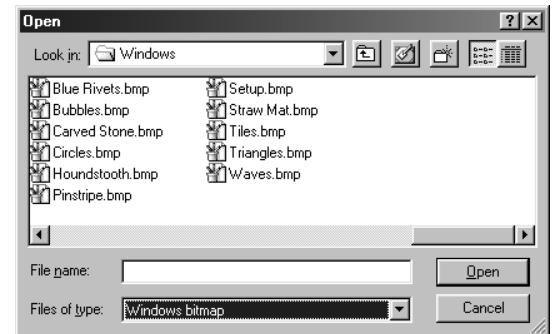 Open
Look in: Windows
Blue Rivets.bmp
Bubbles.bmp
Carved Stone.bmp
Circles.bmp
Houndstooth.bmp
Pinstripe.bmp
Setup.bmp
Straw Mat.bmp
Tiles.bmp
Triangles.bmp
Waves.bmp
File name: Open
Files of type: Windows bitmap Cancel